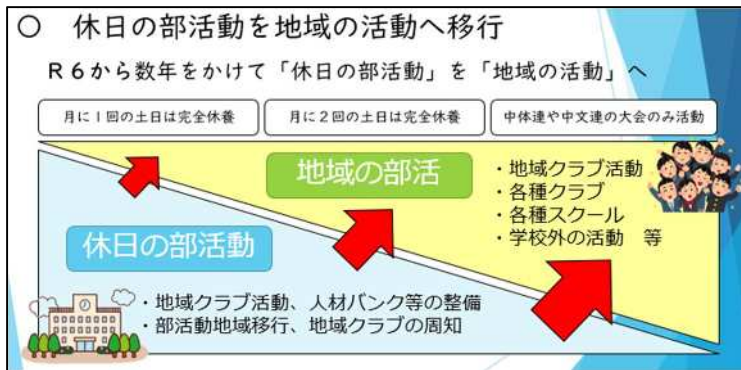 ○ 休日の部活動を地域の活動へ移行
R6から数年をかけて「休日の部活動」を「地域の活動」へ
月に1回の土日は完全休養
月に2回の土日は完全休養
中体連や中文連の大会のみ活動
地域の部活
・地域クラブ活動
・各種クラブ
・各種スクール
・学校外の活動 等
休日の部活動
・地域クラブ活動、人材バンク等の整備
・部活動地域移行、地域クラブの周知